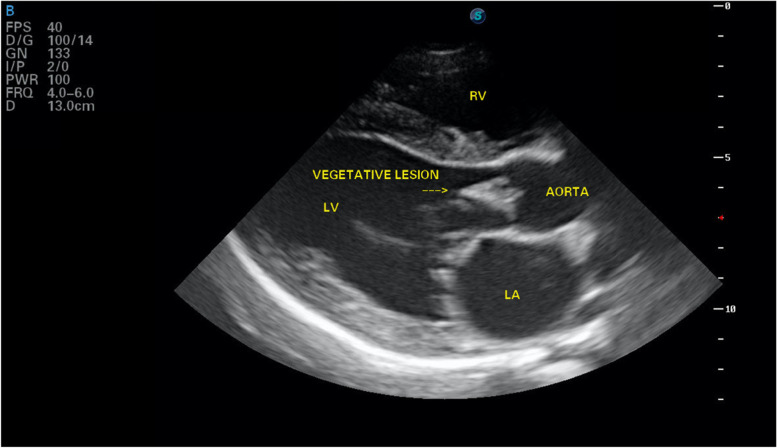 B
FPS 40
D/G 100/14
GN 133
I/P 2/0
PWR 100
FRQ 4.0-6.0
D 13.0cm
S
0
RV
5
VEGETATIVE LESION
--->
AORTA
LV
LA
10